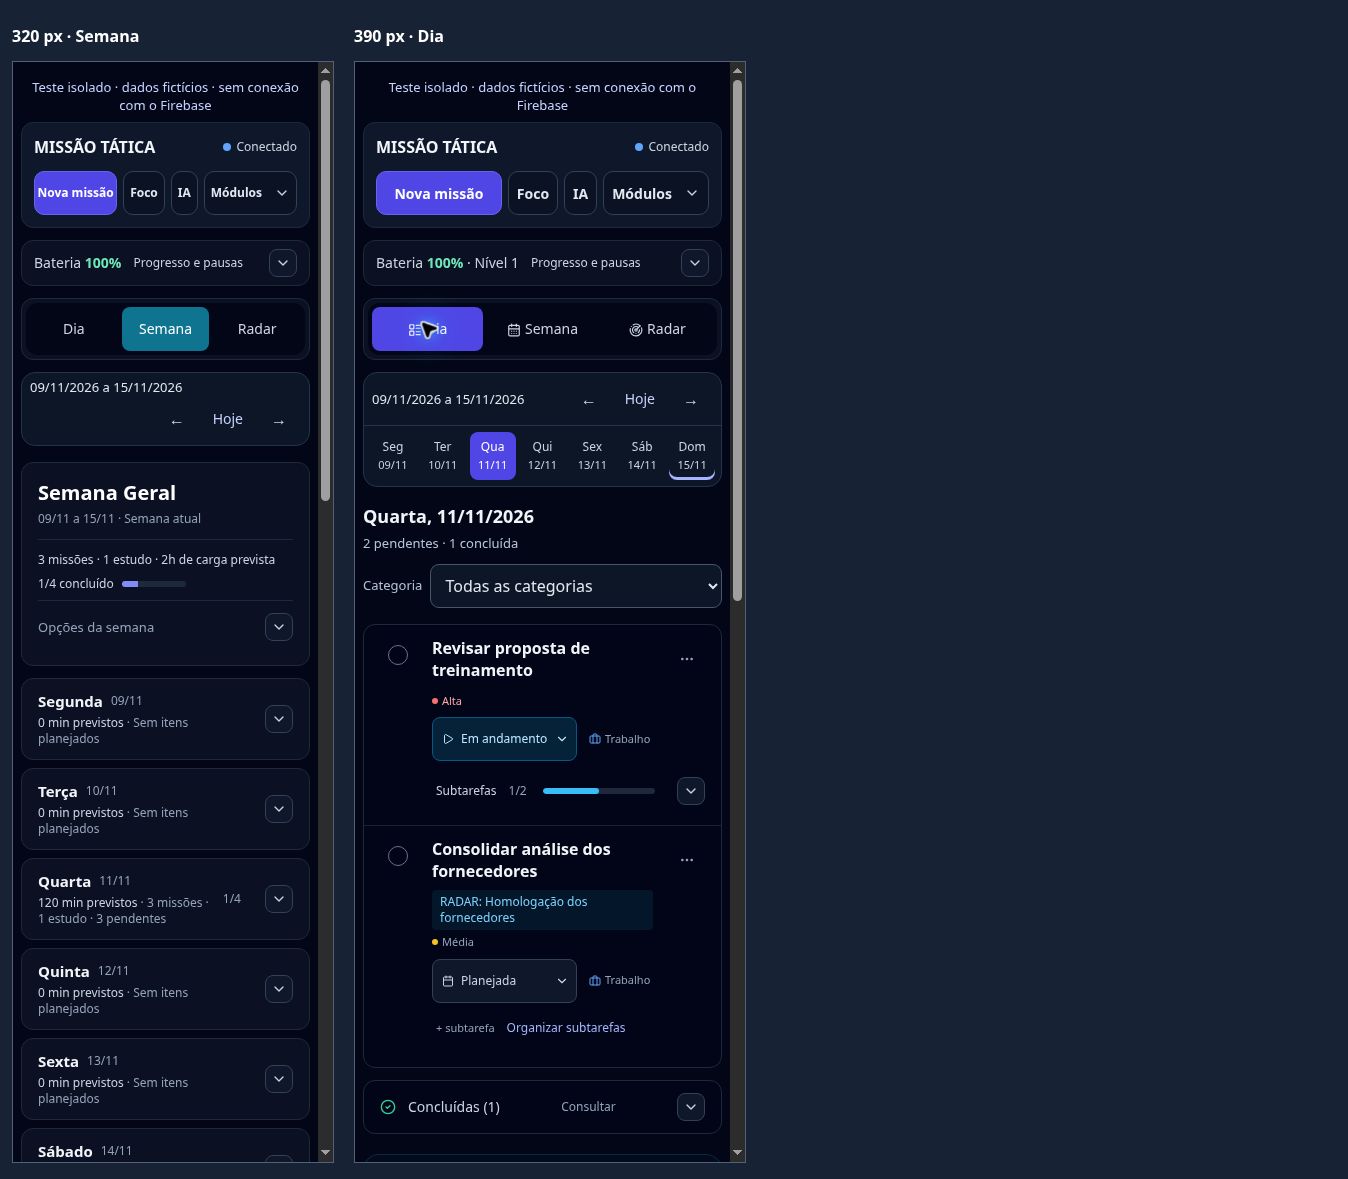 320 px · Semana
Teste isolado · dados fictícios · sem conexão
com o Firebase
MISSÃO TÁTICA
Conectado
Nova missão
Foco
IA
Módulos
Bateria 100%
Progresso e pausas
Dia
Semana
Radar
09/11/2026 a 15/11/2026
← Hoje →
Semana Geral
09/11 a 15/11 · Semana atual
3 missões · 1 estudo · 2h de carga prevista
1/4 concluído
Opções da semana
Segunda 09/11
0 min previstos · Sem itens
planejados
Terça 10/11
0 min previstos · Sem itens
planejados
Quarta 11/11
120 min previstos · 3 missões ·
1 estudo · 3 pendentes
1/4
Quinta 12/11
0 min previstos · Sem itens
planejados
Sexta 13/11
0 min previstos · Sem itens
planejados
Sábado 14/11
390 px · Dia
Teste isolado · dados fictícios · sem conexão com o
Firebase
MISSÃO TÁTICA
Conectado
Nova missão
Foco
IA
Módulos
Bateria 100% · Nível 1
Progresso e pausas
Semana
Radar
09/11/2026 a 15/11/2026
← Hoje →
Seg Ter Qua Qui Sex Sáb Dom
09/11 10/11 11/11 12/11 13/11 14/11 15/11
Quarta, 11/11/2026
2 pendentes · 1 concluída
Categoria
Todas as categorias
Revisar proposta de
treinamento
...
Alta
Em andamento
Trabalho
Subtarefas 1/2
Consolidar análise dos
fornecedores
...
RADAR: Homologação dos
fornecedores
Média
Planejada
Trabalho
+ subtarefa
Organizar subtarefas
Concluídas (1)
Consultar